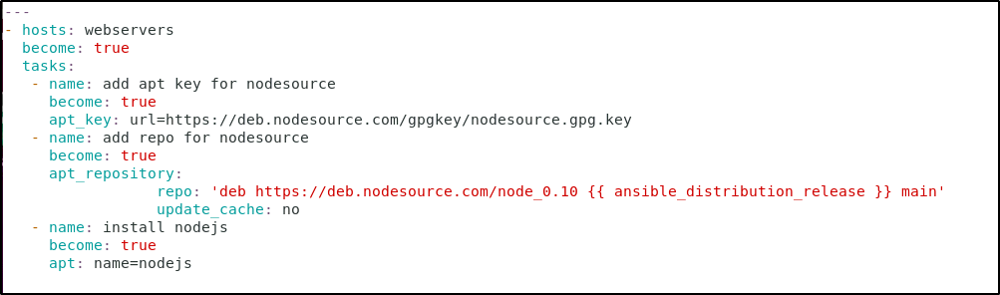 ---
- hosts: webservers
  become: true
  tasks:
   - name: add apt key for nodesource
     become: true
     apt_key: url=https://deb.nodesource.com/gpgkey/nodesource.gpg.key
   - name: add repo for nodesource
     become: true
     apt_repository:
                 repo: 'deb https://deb.nodesource.com/node_0.10 {{ ansible_distribution_release }} main'
                 update_cache: no
   - name: install nodejs
     become: true
     apt: name=nodejs